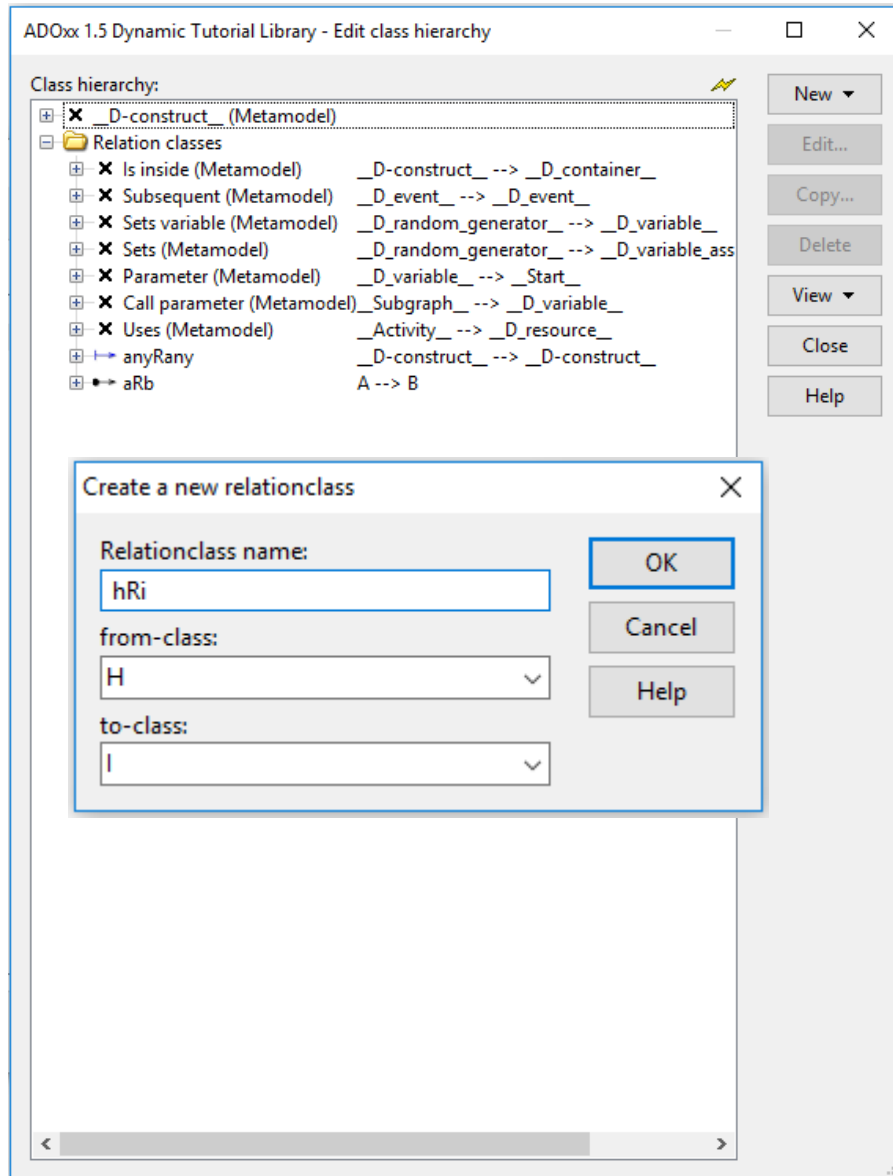 ADOxx 1.5 Dynamic Tutorial Library - Edit class hierarchy
Class hierarchy:
__D-construct__ (Metamodel)
Relation classes
Is inside (Metamodel) __D-construct__ --> __D_container__
Subsequent (Metamodel) __D_event__ --> __D_event__
Sets variable (Metamodel) __D_random_generator__ --> __D_variable__
Sets (Metamodel) __D_random_generator__ --> __D_variable_ass
Parameter (Metamodel) __D_variable__ --> __Start__
Call parameter (Metamodel) __Subgraph__ --> __D_variable__
Uses (Metamodel) __Activity__ --> __D_resource__
anyRany __D-construct__ --> __D-construct__
aRb A --> B
New
Edit...
Copy...
Delete
View
Close
Help
Create a new relationclass
Relationclass name:
hRi
from-class:
H
to-class:
I
OK
Cancel
Help